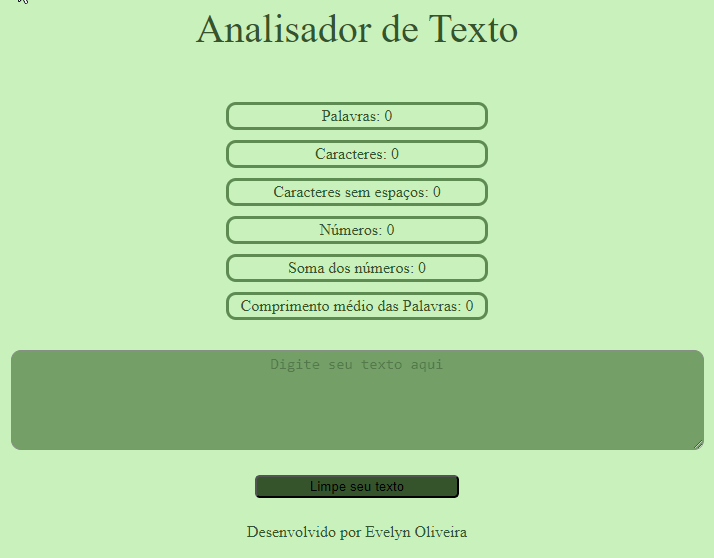 Analisador de Texto
Palavras: 0
Caracteres: 0
Caracteres sem espaços: 0
Números: 0
Soma dos números: 0
Comprimento médio das Palavras: 0
Digite seu texto aqui
Limpe seu texto
Desenvolvido por Evelyn Oliveira